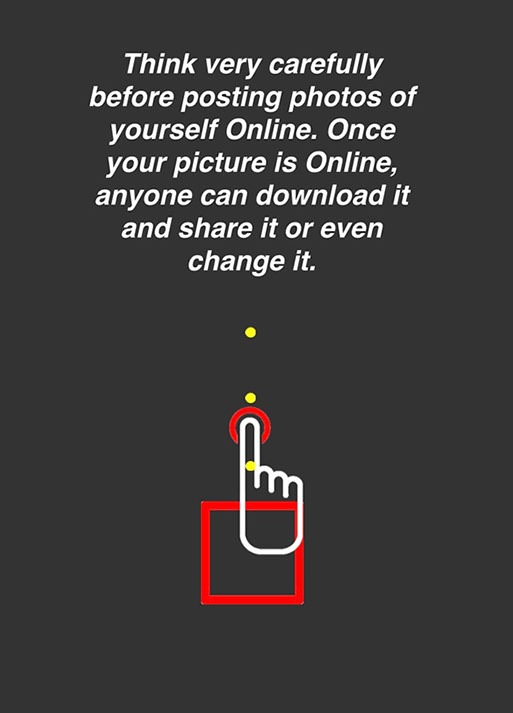 Think very carefully
before posting photos of
yourself Online. Once
your picture is Online,
anyone can download it
and share it or even
change it.